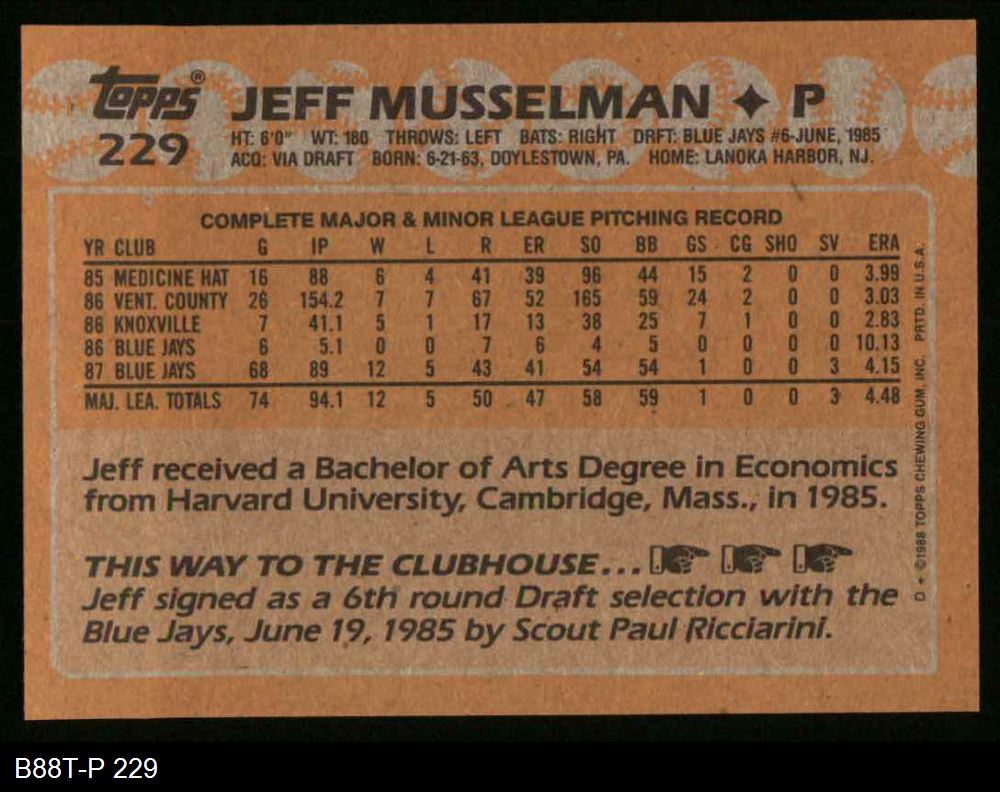 topps® JEFF MUSSELMAN ✦ P
229 HT: 6'0" WT: 180 THROWS: LEFT BATS: RIGHT DRFT: BLUE JAYS #6-JUNE, 1985
ACQ: VIA DRAFT BORN: 6-21-63, DOYLESTOWN, PA. HOME: LANOKA HARBOR, NJ.
COMPLETE MAJOR & MINOR LEAGUE PITCHING RECORD
YR CLUB G IP W L R ER SO BB GS CG SHO SV ERA
85 MEDICINE HAT 16 88 6 4 41 39 96 44 15 2 0 0 3.99
86 VENT. COUNTY 26 154.2 7 7 67 52 165 59 24 2 0 0 3.03
86 KNOXVILLE 7 41.1 5 1 17 13 38 25 7 1 0 0 2.83
86 BLUE JAYS 6 5.1 0 0 7 6 4 5 0 0 0 0 10.13
87 BLUE JAYS 68 89 12 5 43 41 54 54 1 0 0 3 4.15
MAJ. LEA. TOTALS 74 94.1 12 5 50 47 58 59 1 0 0 3 4.48
Jeff received a Bachelor of Arts Degree in Economics
from Harvard University, Cambridge, Mass., in 1985.
THIS WAY TO THE CLUBHOUSE...
Jeff signed as a 6th round Draft selection with the
Blue Jays, June 19, 1985 by Scout Paul Ricciarini.
D * ©1988 TOPPS CHEWING GUM, INC. PRTD. IN U.S.A.
B88T-P 229